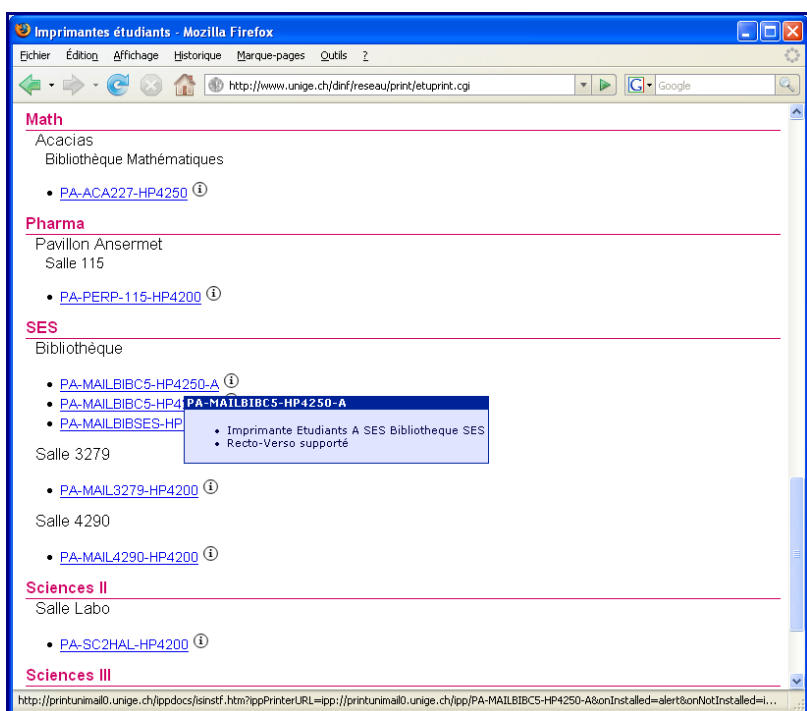 Imprimantes étudiants - Mozilla Firefox
Fichier Édition Affichage Historique Marque-pages Outils ?
http://www.unige.ch/dinf/reseau/print/etuprint.cgi G Google
Math
Acacias
Bibliothèque Mathématiques
• PA-ACA227-HP4250 i
Pharma
Pavillon Ansermet
Salle 115
• PA-PERP-115-HP4200 i
SES
Bibliothèque
• PA-MAILBIBC5-HP4250-A i
• PA-MAILBIBC5-HP4
PA-MAILBIBC5-HP4250-A
• PA-MAILBIBSES-HP
• Imprimante Etudiants A SES Bibliotheque SES
• Recto-Verso supporté
Salle 3279
• PA-MAIL3279-HP4200 i
Salle 4290
• PA-MAIL4290-HP4200 i
Sciences II
Salle Labo
• PA-SC2HAL-HP4200 i
Sciences III
http://printunimail0.unige.ch/ippdocs/isinstf.htm?ippPrinterURL=ipp://printunimail0.unige.ch/ipp/PA-MAILBIBC5-HP4250-A&onInstalled=alert&onNotInstalled=i...